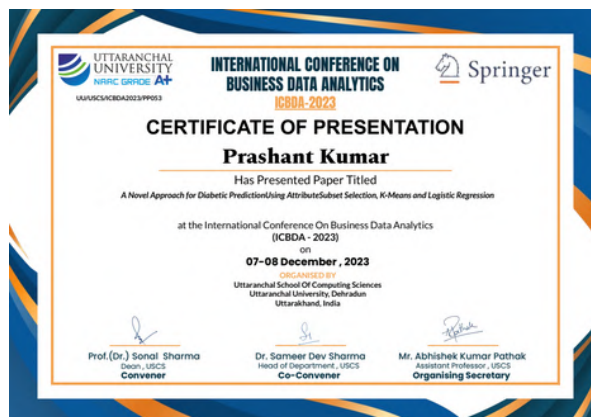 UTTARANCHAL
UNIVERSITY
NAAC GRADE A+
UU/USCS/ICBDA2023/PP053
INTERNATIONAL CONFERENCE ON
BUSINESS DATA ANALYTICS
ICBDA-2023
Springer
CERTIFICATE OF PRESENTATION
Prashant Kumar
Has Presented Paper Titled
A Novel Approach for Diabetic PredictionUsing AttributeSubset Selection, K-Means and Logistic Regression
at the International Conference On Business Data Analytics
(ICBDA - 2023)
on
07-08 December , 2023
ORGANISED BY
Uttaranchal School Of Computing Sciences
Uttaranchal University, Dehradun
Uttarakhand, India
Prof.(Dr.) Sonal Sharma
Dean , USCS
Convener
Dr. Sameer Dev Sharma
Head of Department , USCS
Co-Convener
Mr. Abhishek Kumar Pathak
Assistant Professor , USCS
Organising Secretary